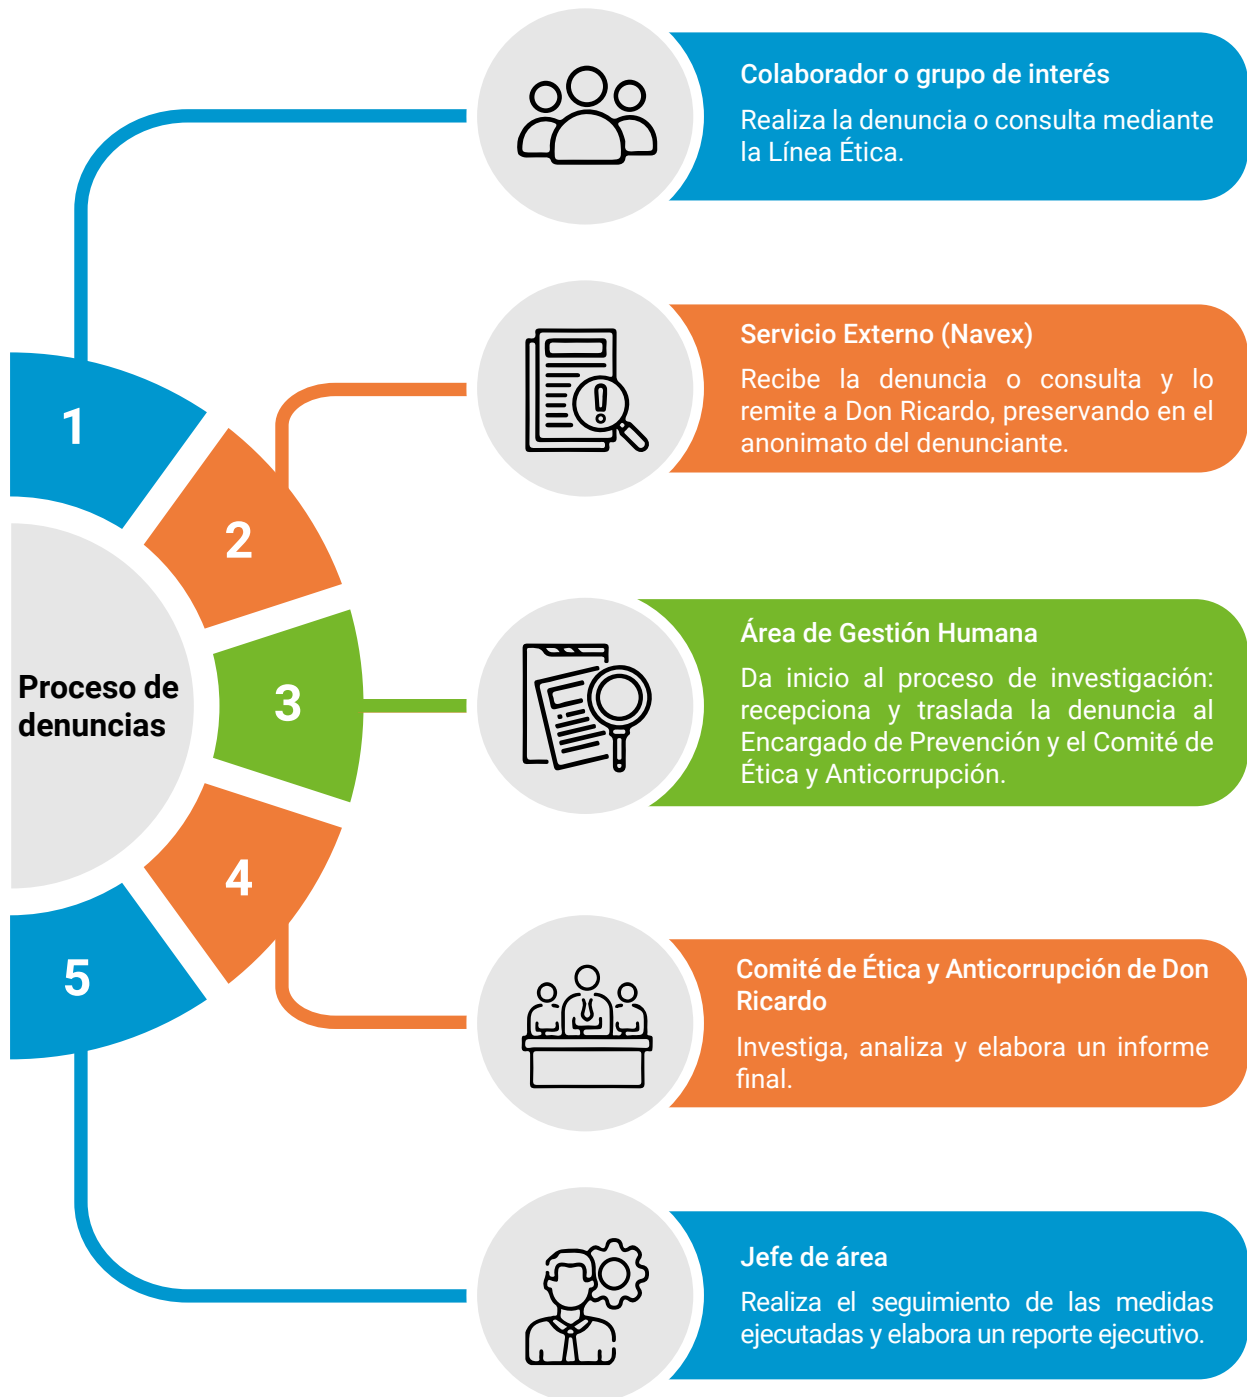 Colaborador o grupo de interés
Realiza la denuncia o consulta mediante
la Línea Ética.
1
Servicio Externo (Navex)
Recibe la denuncia o consulta y lo
remite a Don Ricardo, preservando en el
anonimato del denunciante.
2
Proceso de
denuncias
3
Área de Gestión Humana
Da inicio al proceso de investigación:
recepciona y traslada la denuncia al
Encargado de Prevención y el Comité de
Ética y Anticorrupción.
4
Comité de Ética y Anticorrupción de Don
Ricardo
Investiga, analiza y elabora un informe
final.
5
Jefe de área
Realiza el seguimiento de las medidas
ejecutadas y elabora un reporte ejecutivo.